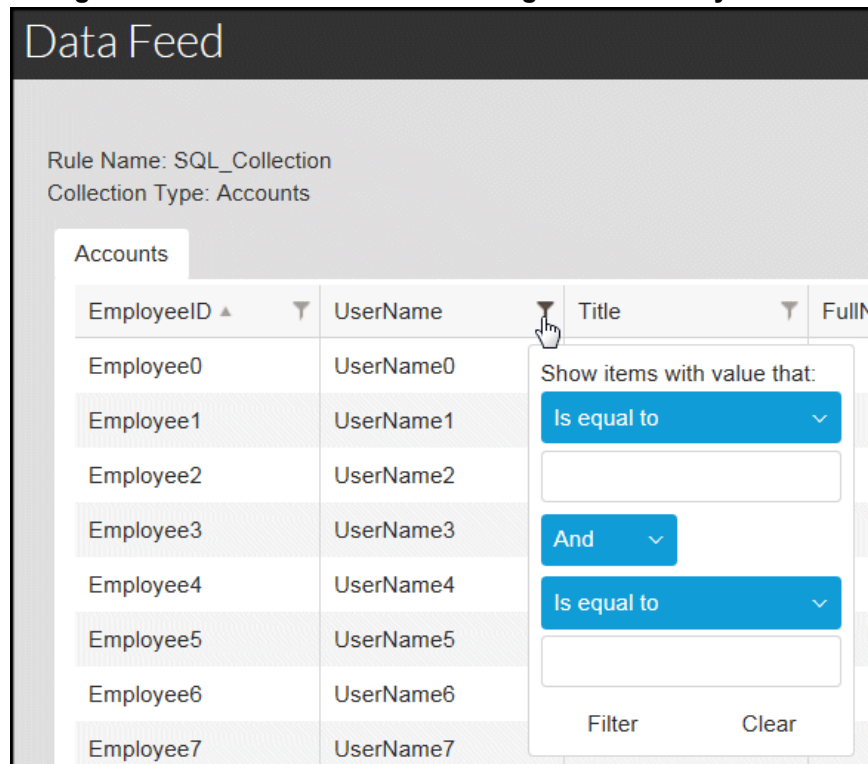 Data Feed
Rule Name: SQL_Collection
Collection Type: Accounts
Accounts
EmployeeID UserName Title
Employee0 UserName0
Employee1 UserName1
Employee2 UserName2
Employee3 UserName3
Employee4 UserName4
Employee5 UserName5
Employee6 UserName6
Employee7 UserName7
Show items with value that:
Is equal to
And
Is equal to
Filter Clear